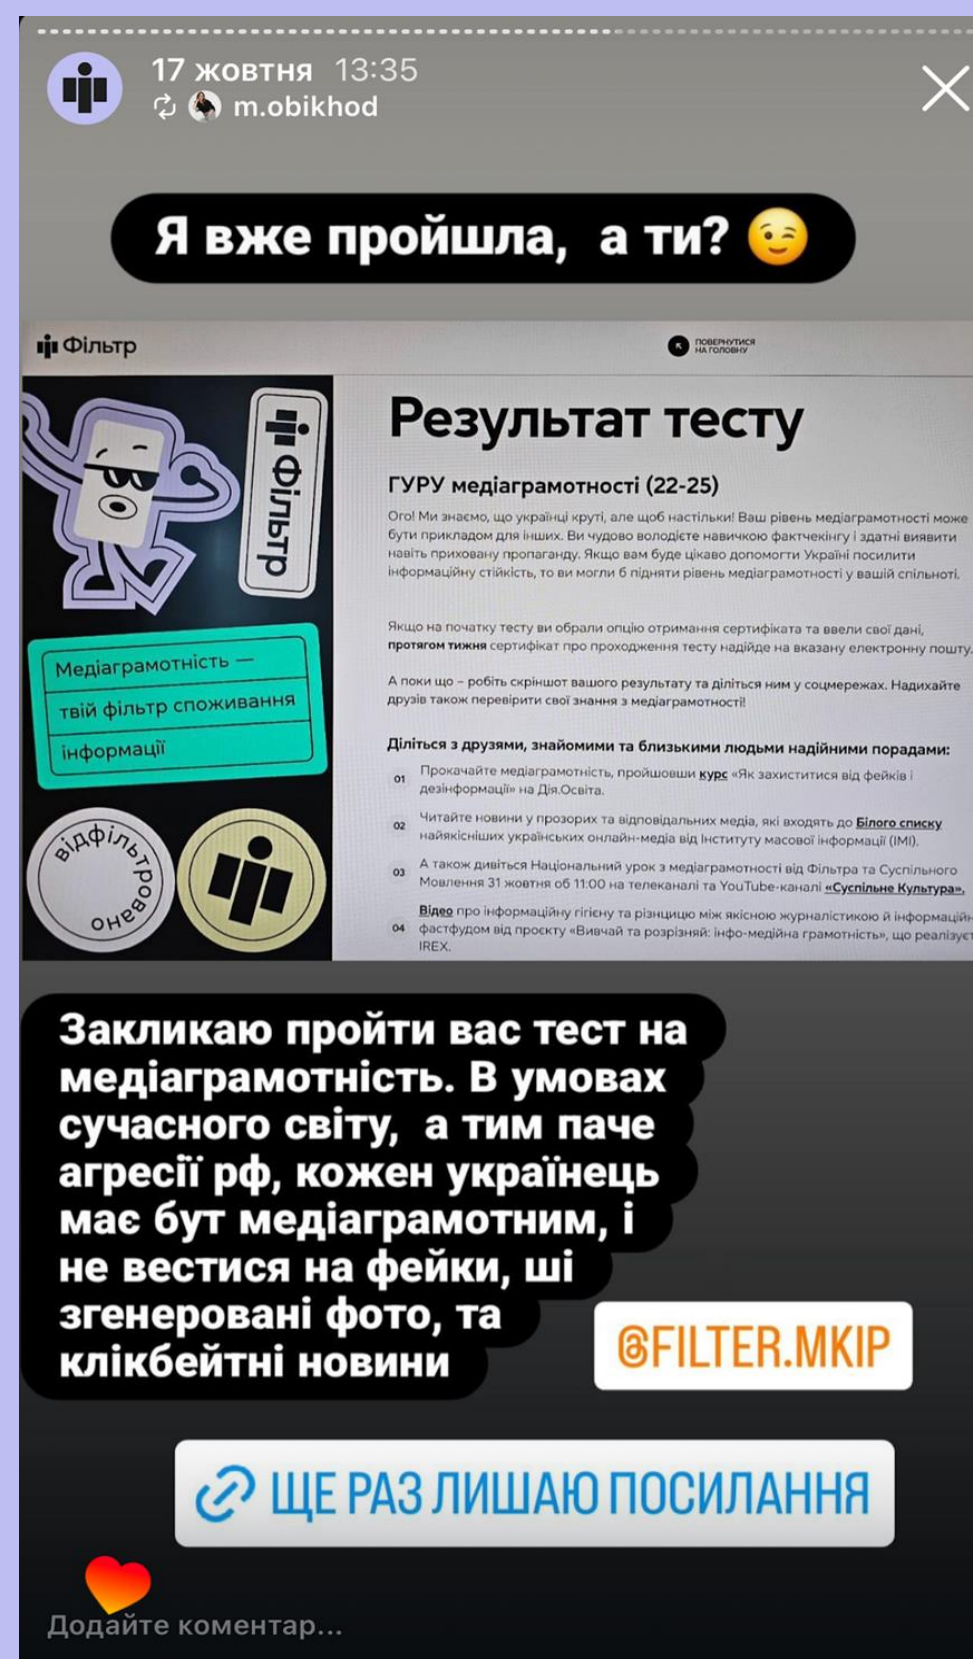 17 жовтня 13:35
m.obikhod
Я вже пройшла, а ти? 😉
Фільтр
ПОВЕРНУТИСЯ
НА ГОЛОВНУ
Фільтр
Медіаграмотність —
твій фільтр споживання
інформації
відфільтровано
Результат тесту
ГУРУ медіаграмотності (22-25)
Ого! Ми знаємо, що українці круті, але щоб настільки! Ваш рівень медіаграмотності може
бути прикладом для інших. Ви чудово володієте навичкою фактчекінгу і здатні виявити
навіть приховану пропаганду. Якщо вам буде цікаво допомогти Україні посилити
інформаційну стійкість, то ви могли б підняти рівень медіаграмотності у вашій спільноті.
Якщо на початку тесту ви обрали опцію отримання сертифіката та ввели свої дані,
протягом тижня сертифікат про проходження тесту надійде на вказану електронну пошту.
А поки що – робіть скріншот вашого результату та діліться ним у соцмережах. Надихайте
друзів також перевірити свої знання з медіаграмотності!
Діліться з друзями, знайомими та близькими людьми надійними порадами:
01 Прокачайте медіаграмотність, пройшовши курс «Як захиститися від фейків і
дезінформації» на Дія.Освіта.
02 Читайте новини у прозорих та відповідальних медіа, які входять до Білого списку
найякісніших українських онлайн-медіа від Інституту масової інформації (ІМІ).
03 А також дивіться Національний урок з медіаграмотності від Фільтра та Суспільного
Мовлення 31 жовтня об 11:00 на телеканалі та YouTube-каналі «Суспільне Культура».
04 Відео про інформаційну гігієну та різницю між якісною журналістикою й
фастфудом від проєкту «Вивчай та розрізняй: інфо-медійна грамотність», що
IREX.
Закликаю пройти вас тест на
медіаграмотність. В умовах
сучасного світу, а тим паче
агресії рф, кожен українець
має бут медіаграмотним, і
не вестися на фейки, ші
згенеровані фото, та
клікбейтні новини
@FILTER.MKIP
ЩЕ РАЗ ЛИШАЮ ПОСИЛАННЯ
Додайте коментар...